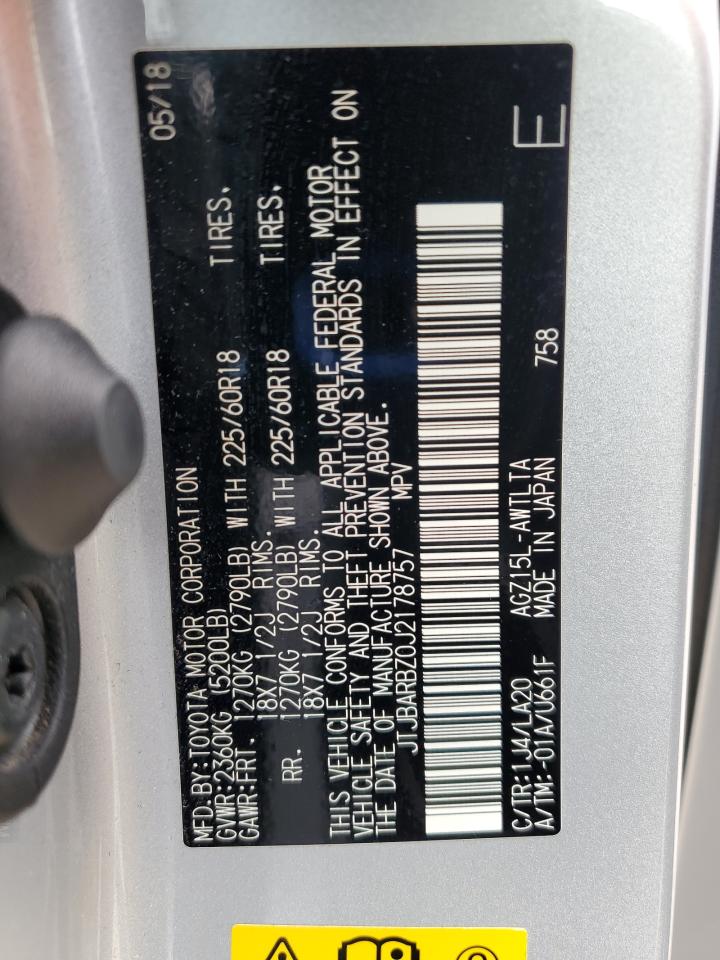 MFD.BY:TOYOTA MOTOR CORPORATION 05/18
GVWR:2360KG (5200LB)
GAWR:FRT. 1270KG (2790LB) WITH 225/60R18 TIRES.
18X7 1/2J RIMS.
RR. 1270KG (2790LB) WITH 225/60R18 TIRES.
18X7 1/2J RIMS.
THIS VEHICLE CONFORMS TO ALL APPLICABLE FEDERAL MOTOR
VEHICLE SAFETY AND THEFT PREVENTION STANDARDS IN EFFECT ON
THE DATE OF MANUFACTURE SHOWN ABOVE.
JTJBARBZ0J2178757 MPV
C/TR:1J4/LA20 AGZ15L-AWTLTA 758 E
A/TM:-01A/U661F MADE IN JAPAN